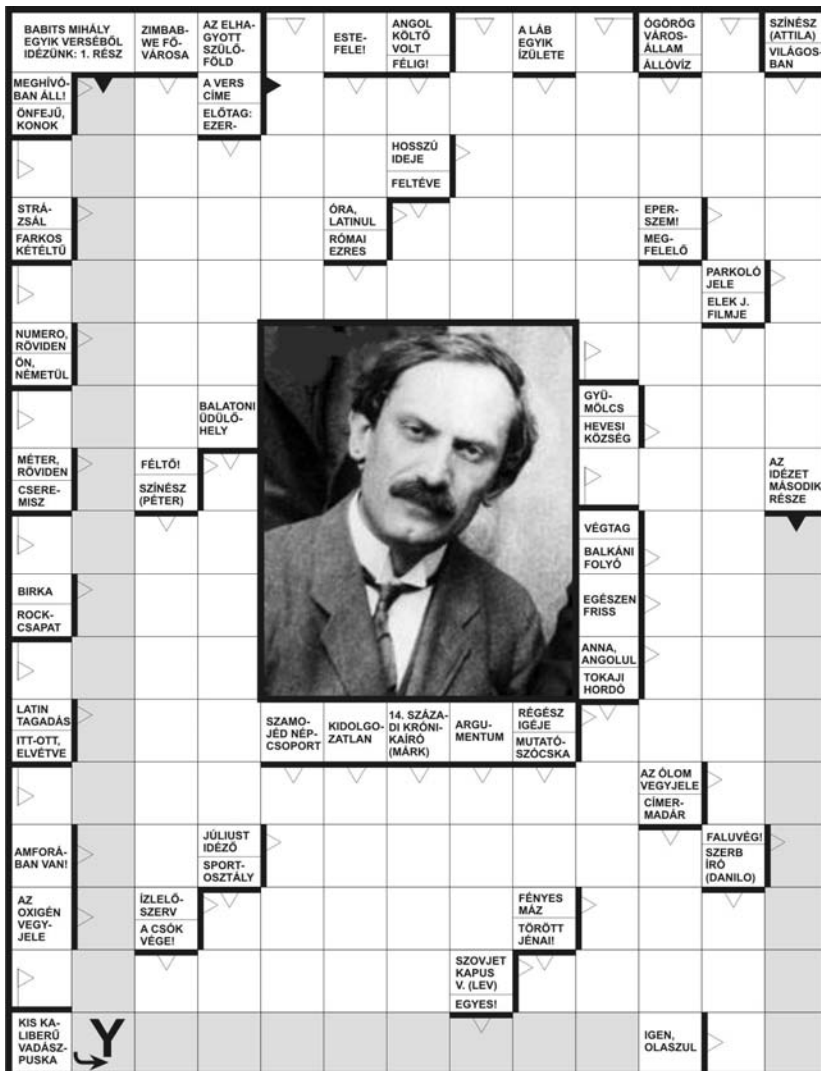 BABITS MIHÁLY
EGYIK VERSÉBŐL
IDÉZÜNK: 1. RÉSZ
ZIMBAB-
WE FŐ-
VÁROSA
AZ ELHA-
GYOTT
SZÜLŐ-
FÖLD
ESTE-
FELE!
ANGOL
KÖLTŐ
VOLT
FÉLIG!
A LÁB
EGYIK
ÍZÜLETE
ÓGÖRÖG
VÁROS-
ÁLLAM
ÁLLÓVÍZ
SZÍNÉSZ
(ATTILA)
VILÁGOS-
BAN
MEGHÍVÓ-
BAN ÁLL!
ÖNFEJŰ,
KONOK
A VERS
CÍME
ELŐTAG:
EZER-
HOSSZÚ
IDEJE
FELTÉVE
STRÁ-
ZSÁL
FARKOS
KÉTÉLTŰ
ÓRA,
LATINUL
RÓMAI
EZRES
EPER-
SZEM!
MEG-
FELELŐ
PARKOLÓ
JELE
ELEK J.
FILMJE
NUMERO,
RÖVIDEN
ÖN,
NÉMETÜL
BALATONI
ÜDÜLŐ-
HELY
GYÜ-
MÖLCS
HEVESI
KÖZSÉG
MÉTER,
RÖVIDEN
CSERE-
MISZ
FÉLTŐ!
SZÍNÉSZ
(PÉTER)
AZ
IDÉZET
MÁSODIK
RÉSZE
VÉGTAG
BALKÁNI
FOLYÓ
BIRKA
ROCK-
CSAPAT
EGÉSZEN
FRISS
ANNA,
ANGOLUL
TOKAJI
HORDÓ
LATIN
TAGADÁS
ITT-OTT,
ELVÉTVE
SZAMO-
JÉD NÉP-
CSOPORT
KIDOLGO-
ZATLAN
14. SZÁZA-
DI KRÓNI-
KAÍRÓ
(MÁRK)
ARGU-
MENTUM
RÉGÉSZ
IGÉJE
MUTATÓ-
SZÓCSKA
AZ ÓLOM
VEGYJELE
CÍMER-
MADÁR
AMFORÁ-
BAN VAN!
JÚLIUST
IDÉZŐ
SPORT-
OSZTÁLY
FALUVÉG!
SZERB
ÍRÓ
(DANILO)
AZ
OXIGÉN
VEGY-
JELE
ÍZLELŐ-
SZERV
A CSÓK
VÉGE!
FÉNYES
MÁZ
TÖRÖTT
JÉNAI!
SZOVJET
KAPUS
V. (LEV)
EGYES!
KIS KA-
LIBERŰ
VADÁSZ-
PUSKA
Y
IGEN,
OLASZUL